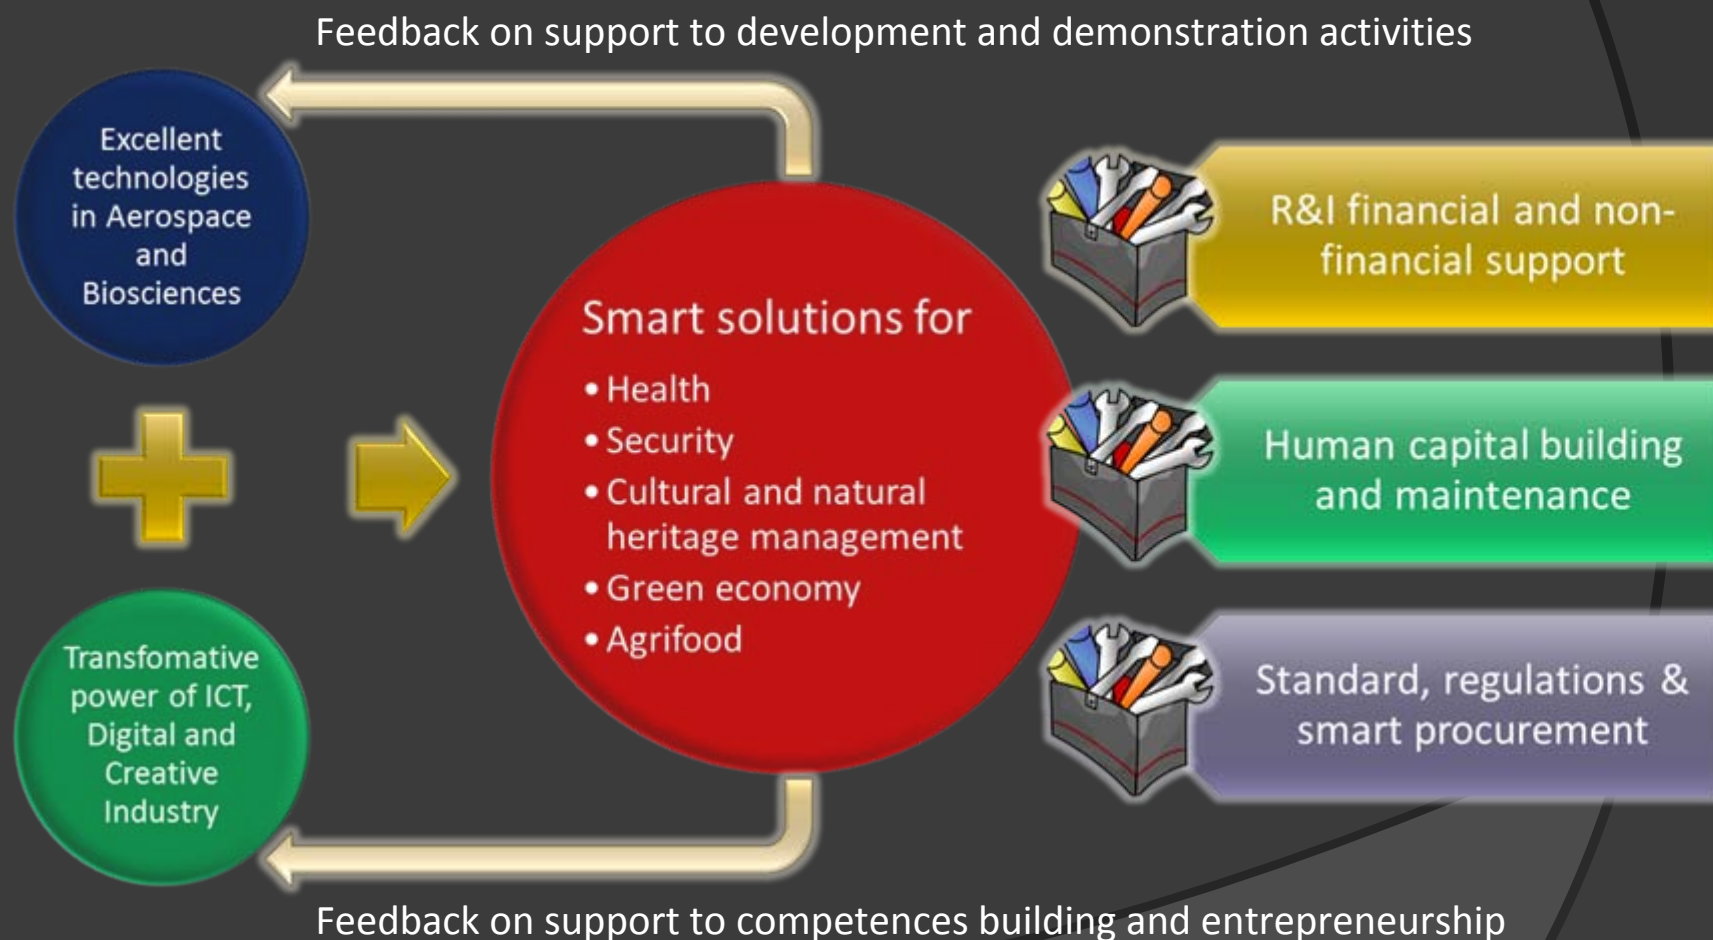 Feedback on support to development and demonstration activities
Excellent
technologies
in Aerospace
and
Biosciences
Transfomative
power of ICT,
Digital and
Creative
Industry
Smart solutions for
• Health
• Security
• Cultural and natural
heritage management
• Green economy
• Agrifood
R&I financial and non-
financial support
Human capital building
and maintenance
Standard, regulations &
smart procurement
Feedback on support to competences building and entrepreneurship